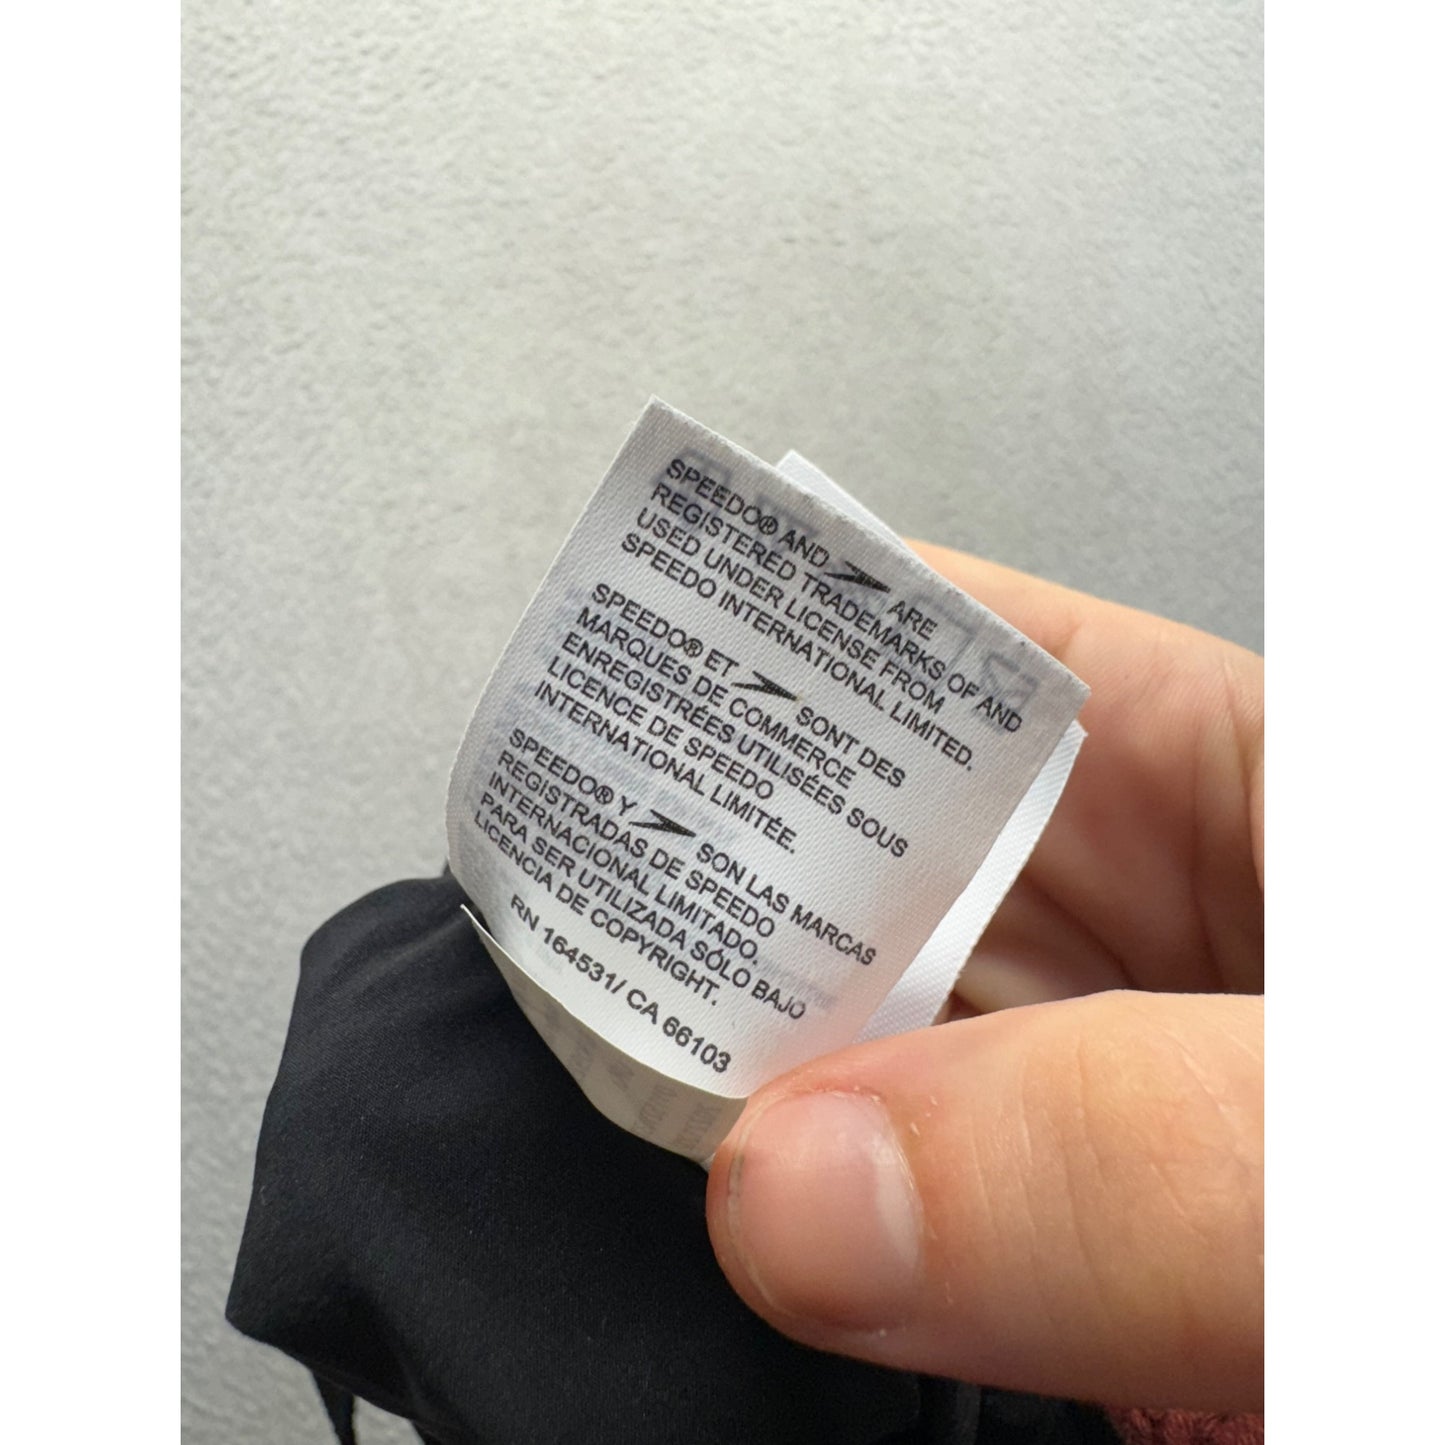 SPEEDO® AND ARE
REGISTERED TRADEMARKS OF AND
USED UNDER LICENSE FROM
SPEEDO INTERNATIONAL LIMITED.
SPEEDO® ET SONT DES
MARQUES DE COMMERCE
ENREGISTRÉES UTILISÉES SOUS
LICENCE DE SPEEDO
INTERNATIONAL LIMITÉE.
SPEEDO® Y SON LAS MARCAS
REGISTRADAS DE SPEEDO
INTERNACIONAL LIMITADO.
PARA SER UTILIZADA SÓLO BAJO
LICENCIA DE COPYRIGHT.
RN 164531/ CA 66103